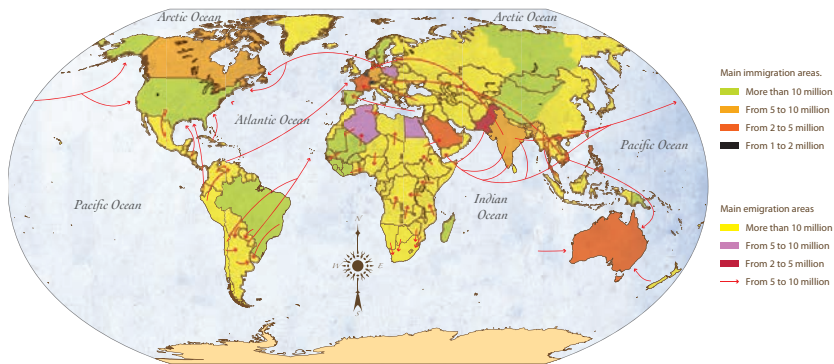 Arctic Ocean
Arctic Ocean
Atlantic Ocean
Pacific Ocean
Pacific Ocean
Indian
Ocean
N
W
E
Main immigration areas.
More than 10 million
From 5 to 10 million
From 2 to 5 million
From 1 to 2 million
Main emigration areas
More than 10 million
From 5 to 10 million
From 2 to 5 million
From 5 to 10 million